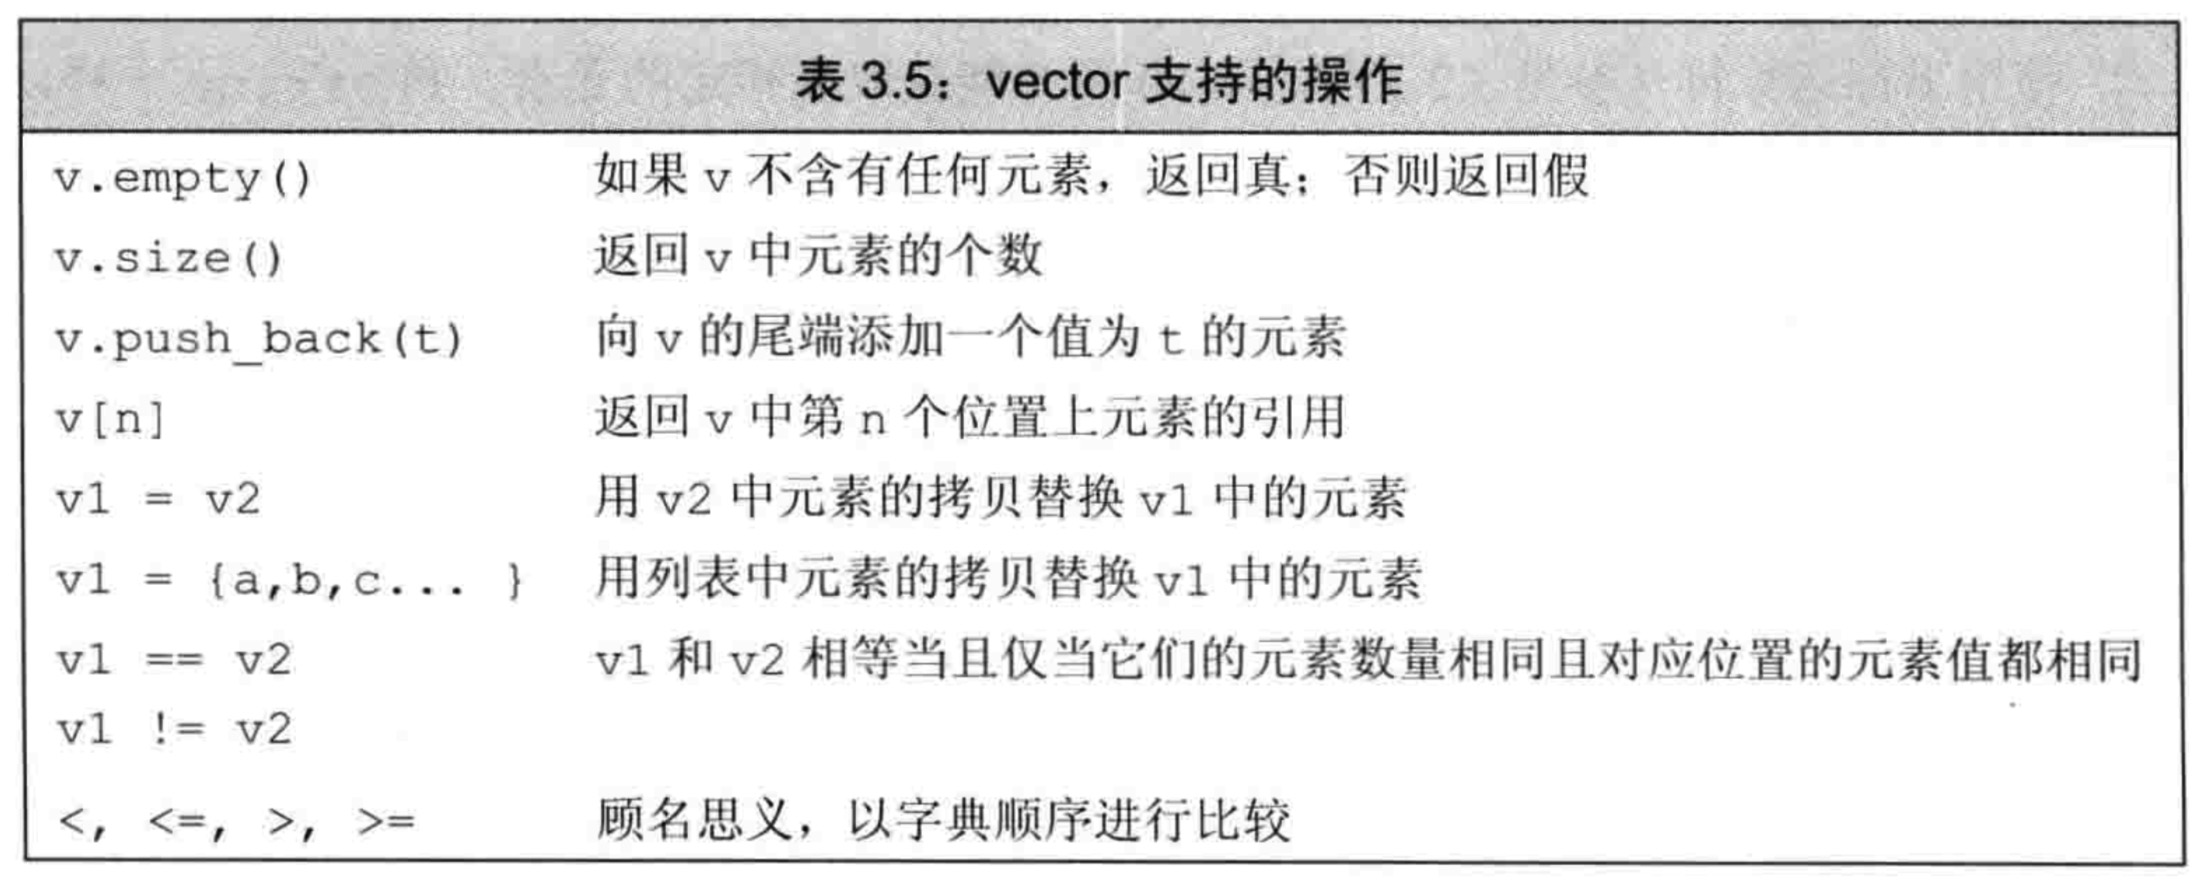 表 3.5：vector 支持的操作
v.empty() 如果 v 不含有任何元素，返回真；否则返回假
v.size() 返回 v 中元素的个数
v.push_back(t) 向 v 的尾端添加一个值为 t 的元素
v[n] 返回 v 中第 n 个位置上元素的引用
v1 = v2 用 v2 中元素的拷贝替换 v1 中的元素
v1 = {a,b,c... } 用列表中元素的拷贝替换 v1 中的元素
v1 == v2 v1 和 v2 相等当且仅当它们的元素数量相同且对应位置的元素值都相同
v1 != v2
<, <=, >, >= 顾名思义，以字典顺序进行比较